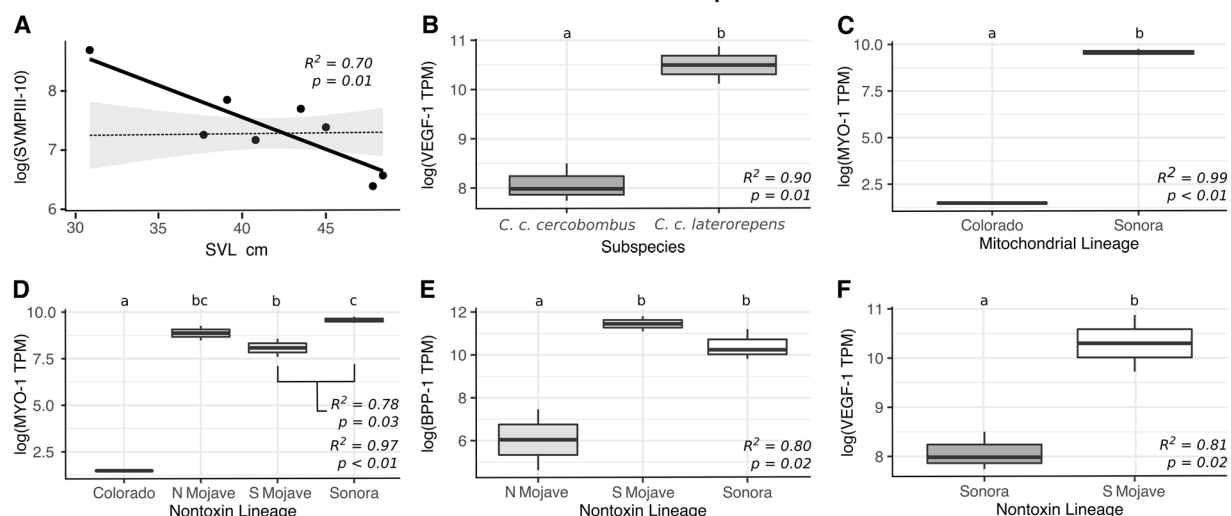 A
log(SVMPIII-10)
8
7
6
R² = 0.70
p = 0.01
30 35 40 45
SVL cm
B
a b
log(VEGF-1 TPM)
11
10
9
8
R² = 0.90
p = 0.01
C. c. cercobombus C. c. laterorepens
Subspecies
C
a b
log(MYO-1 TPM)
10.0
7.5
5.0
2.5
R² = 0.99
p < 0.01
Colorado Sonora
Mitochondrial Lineage
D
a bc b c
log(MYO-1 TPM)
10.0
7.5
5.0
2.5
R² = 0.78
p = 0.03
R² = 0.97
p < 0.01
Colorado N Mojave S Mojave Sonora
Nontoxin Lineage
E
a b b
log(BPP-1 TPM)
12
10
8
6
R² = 0.80
p = 0.02
N Mojave S Mojave Sonora
Nontoxin Lineage
F
a b
log(VEGF-1 TPM)
11
10
9
8
R² = 0.81
p = 0.02
Sonora S Mojave
Nontoxin Lineage